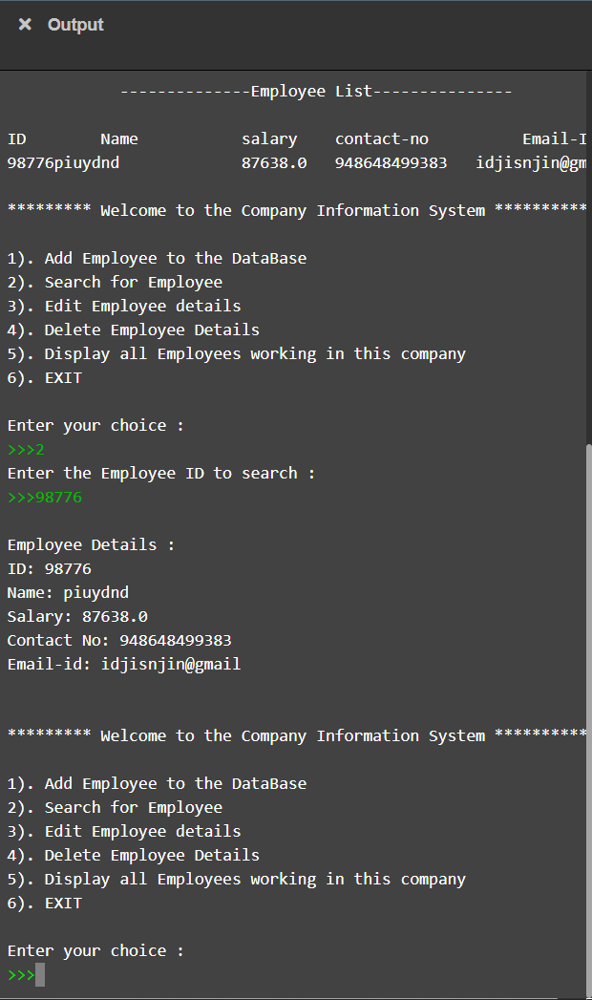 × Output
--------------Employee List---------------
ID        Name           salary    contact-no          Email-I
98776piuydnd             87638.0   948648499383   idjisnjin@gm
********* Welcome to the Company Information System **********
1). Add Employee to the DataBase
2). Search for Employee
3). Edit Employee details
4). Delete Employee Details
5). Display all Employees working in this company
6). EXIT
Enter your choice :
>>>2
Enter the Employee ID to search :
>>>98776
Employee Details :
ID: 98776
Name: piuydnd
Salary: 87638.0
Contact No: 948648499383
Email-id: idjisnjin@gmail
********* Welcome to the Company Information System **********
1). Add Employee to the DataBase
2). Search for Employee
3). Edit Employee details
4). Delete Employee Details
5). Display all Employees working in this company
6). EXIT
Enter your choice :
>>>